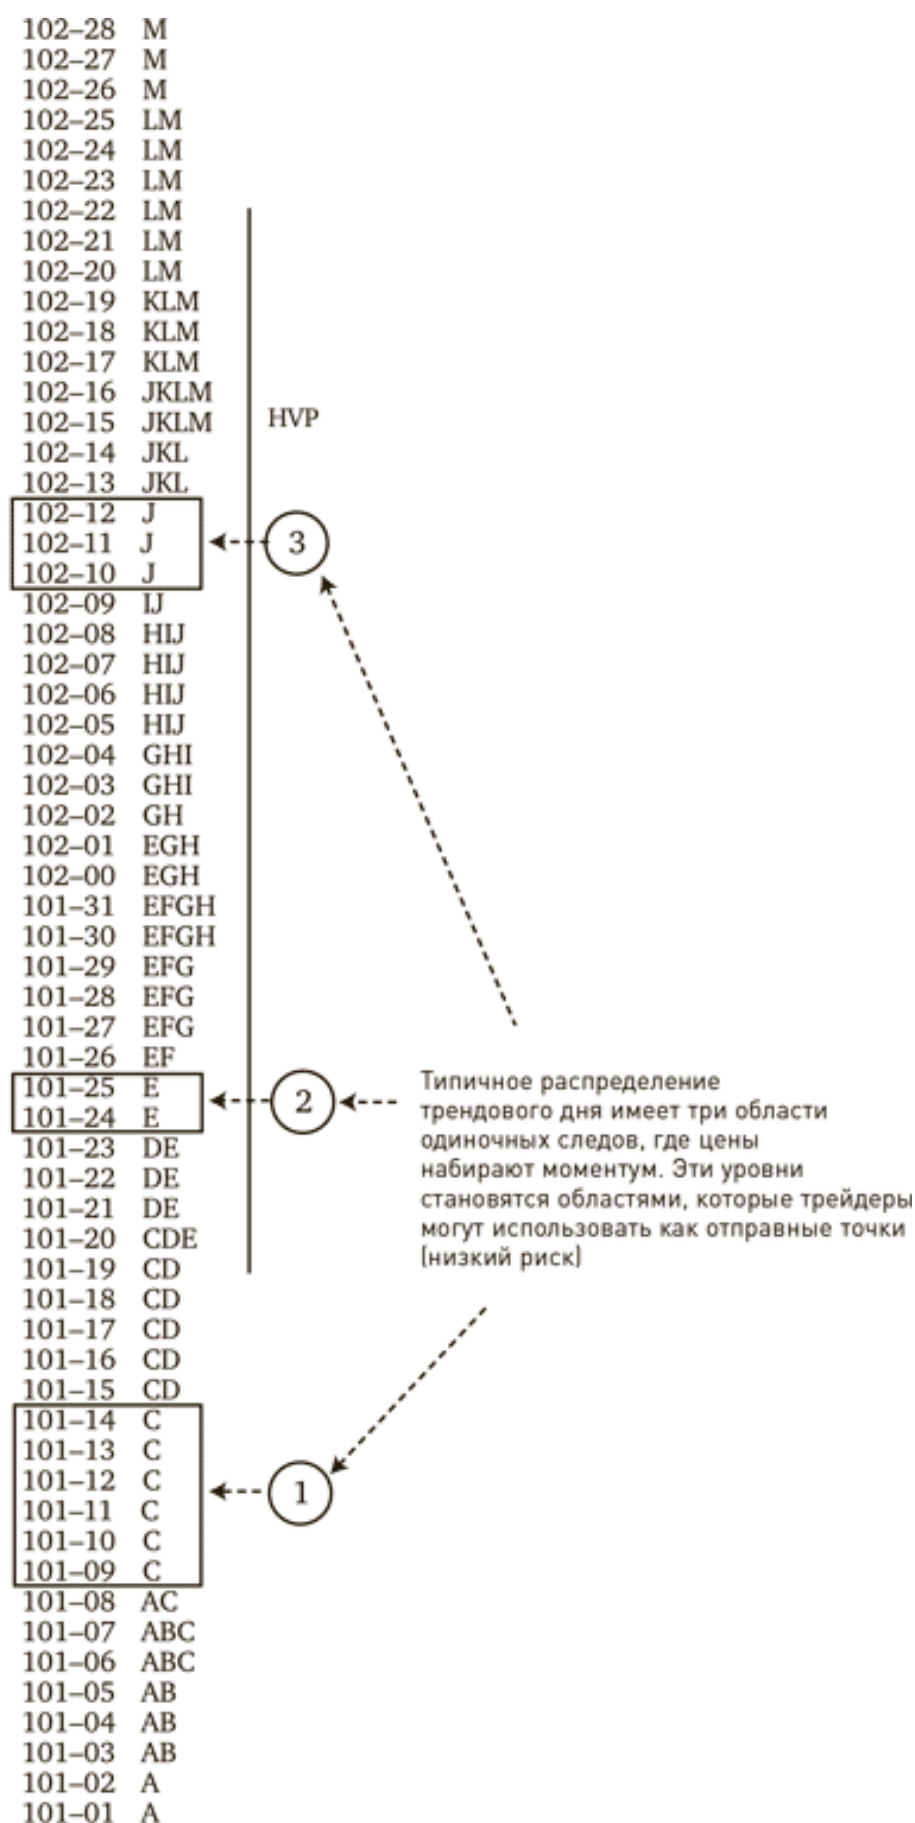 102–28 M
102–27 M
102–26 M
102–25 LM
102–24 LM
102–23 LM
102–22 LM
102–21 LM
102–20 LM
102–19 KLM
102–18 KLM
102–17 KLM
102–16 JKLM
102–15 JKLM
HVP
102–14 JKL
102–13 JKL
102–12 J
102–11 J
3
102–10 J
102–09 IJ
102–08 HIJ
102–07 HIJ
102–06 HIJ
102–05 HIJ
102–04 GHI
102–03 GHI
102–02 GH
102–01 EGH
102–00 EGH
101–31 EFGH
101–30 EFGH
101–29 EFG
101–28 EFG
101–27 EFG
101–26 EF
101–25 E
101–24 E
2
Типичное распределение
трендового дня имеет три области
одиночных следов, где цены
набирают моментум. Эти уровни
становятся областями, которые трейдеры
могут использовать как отправные точки
(низкий риск)
101–23 DE
101–22 DE
101–21 DE
101–20 CDE
101–19 CD
101–18 CD
101–17 CD
101–16 CD
101–15 CD
101–14 C
101–13 C
101–12 C
1
101–11 C
101–10 C
101–09 C
101–08 AC
101–07 ABC
101–06 ABC
101–05 AB
101–04 AB
101–03 AB
101–02 A
101–01 A